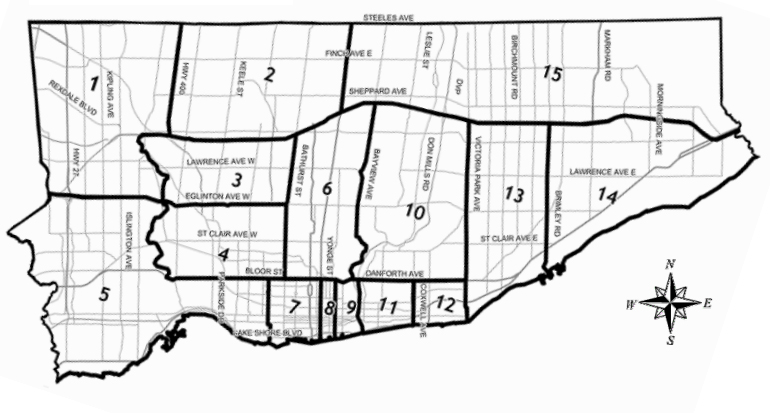 STEELES AVE
FINCH AVE E
LESLIE ST
BIRCHMOUNT RD
MARKHAM RD
1
KIPLING AVE
HWY 400
KEELE ST
2
15
REXDALE BLVD
SHEPPARD AVE
DVP
MORNINGSIDE AVE
HWY 27
LAWRENCE AVE W
3
EGLINTON AVE W
BATHURST ST
6
BAYVIEW AVE
DON MILLS RD
10
VICTORIA PARK AVE
13
LAWRENCE AVE E
14
BRIMLEY RD
ISLINGTON AVE
ST CLAIR AVE W
4
YONGE ST
ST CLAIR AVE E
BLOOR ST
DANFORTH AVE
5
7
8
9
11
COXWELL AVE
12
LAKE SHORE BLVD
N
W
E
S